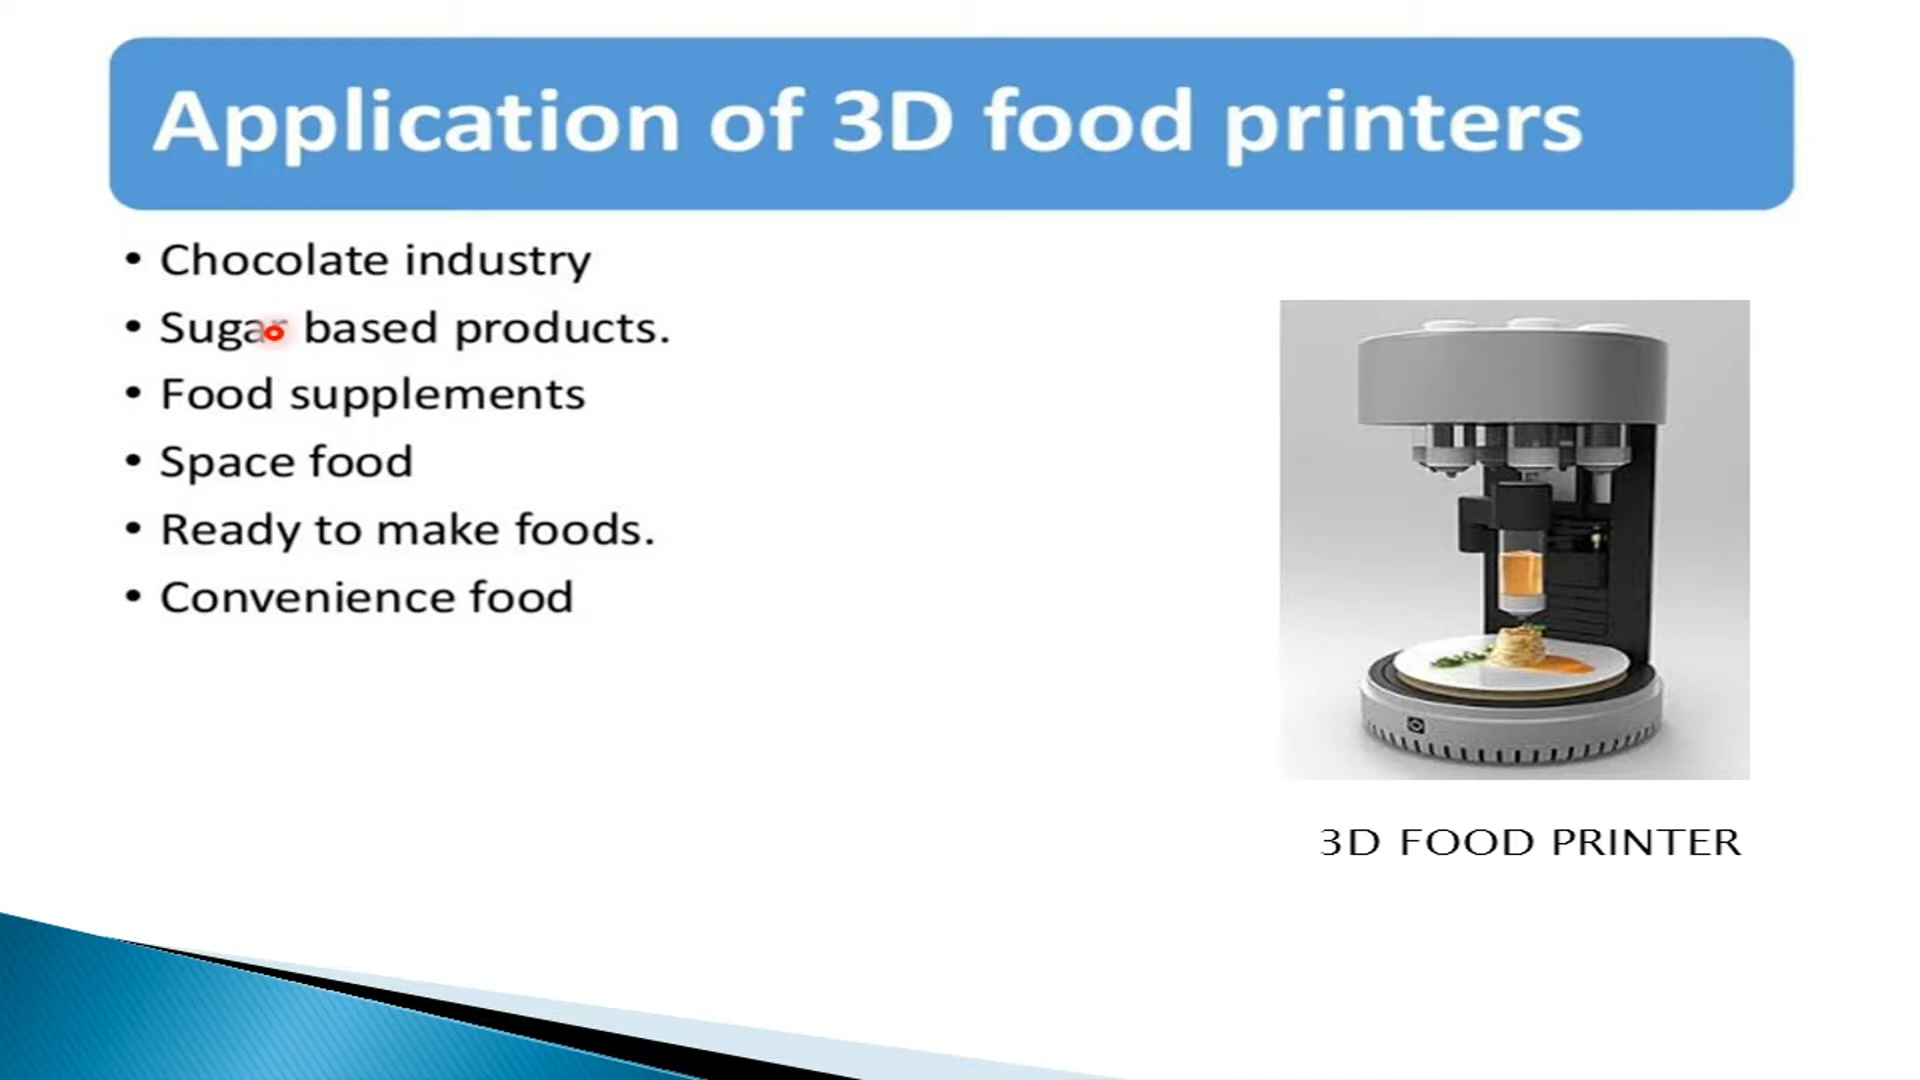 Application of 3D food printers
• Chocolate industry
• Sugar based products.
• Food supplements
• Space food
• Ready to make foods.
• Convenience food
3D FOOD PRINTER